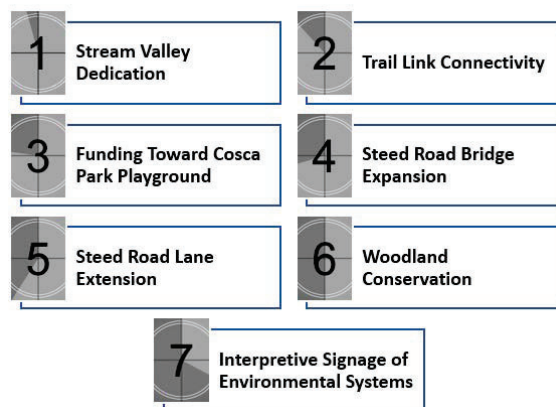 1
Stream Valley
Dedication
2
Trail Link Connectivity
3
Funding Toward Cosca
Park Playground
4
Steed Road Bridge
Expansion
5
Steed Road Lane
Extension
6
Woodland
Conservation
7
Interpretive Signage of
Environmental Systems